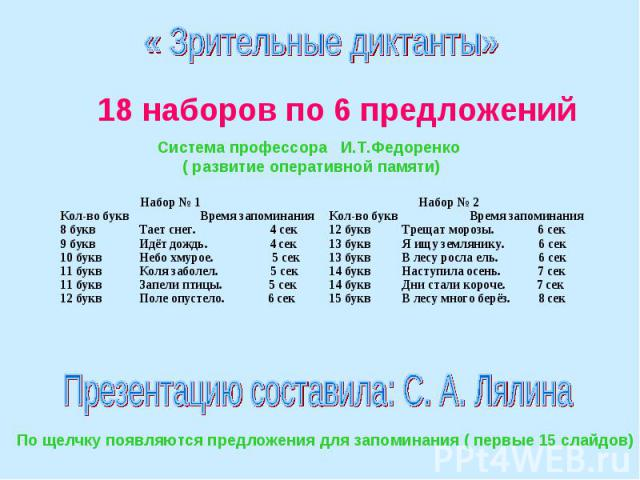 « Зрительные диктанты»
18 наборов по 6 предложений
Система профессора И.Т.Федоренко
( развитие оперативной памяти)
Набор № 1 Набор № 2
Кол-во букв Время запоминания Кол-во букв Время запоминания
8 букв Тает снег. 4 сек 12 букв Трещат морозы. 6 сек
9 букв Идёт дождь. 4 сек 13 букв Я ищу землянику. 6 сек
10 букв Небо хмурое. 5 сек 13 букв В лесу росла ель. 6 сек
11 букв Коля заболел. 5 сек 14 букв Наступила осень. 7 сек
11 букв Запели птицы. 5 сек 14 букв Дни стали короче. 7 сек
12 букв Поле опустело. 6 сек 15 букв В лесу много берёз. 8 сек
Презентацию составила: С. А. Лялина
По щелчку появляются предложения для запоминания ( первые 15 слайдов)
PPt4WEB.ru